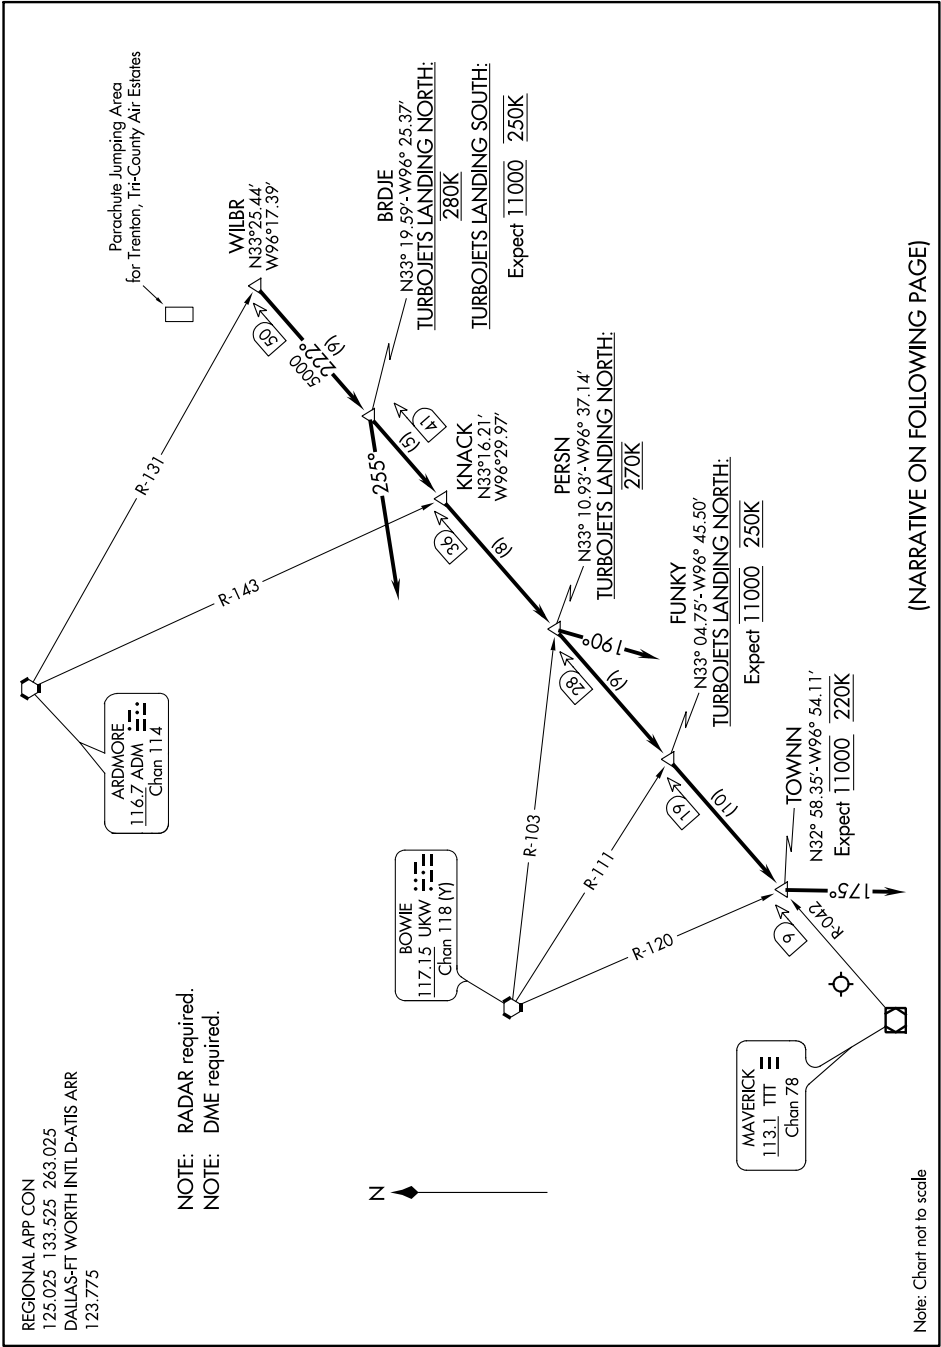 REGIONAL APP CON
125.025 133.525 263.025
DALLAS-FT WORTH INTL D-ATIS ARR
123.775
NOTE: RADAR required.
NOTE: DME required.
N
Parachute Jumping Area
for Trenton, Tri-County Air Estates
ARDMORE
116.7 ADM
Chan 114
R-131
R-143
WILBR
N33°25.44'
W96°17.39'
50
5000
222°
(9)
BRDJE
N33° 19.59'- W96° 25.37'
TURBOJETS LANDING NORTH:
280K
TURBOJETS LANDING SOUTH:
Expect 11000 250K
255°
41
(5)
KNACK
N33°16.21'
W96°29.97'
36
(8)
BOWIE
117.15 UKW
Chan 118 (Y)
R-103
R-111
R-120
PERSN
N33° 10.93'- W96° 37.14'
TURBOJETS LANDING NORTH:
270K
190°
28
(9)
FUNKY
N33° 04.75'- W96° 45.50'
TURBOJETS LANDING NORTH:
Expect 11000 250K
19
(10)
TOWNN
N32° 58.35'- W96° 54.11'
Expect 11000 220K
175°
9
R-042
MAVERICK
113.1 TTT
Chan 78
(NARRATIVE ON FOLLOWING PAGE)
Note: Chart not to scale